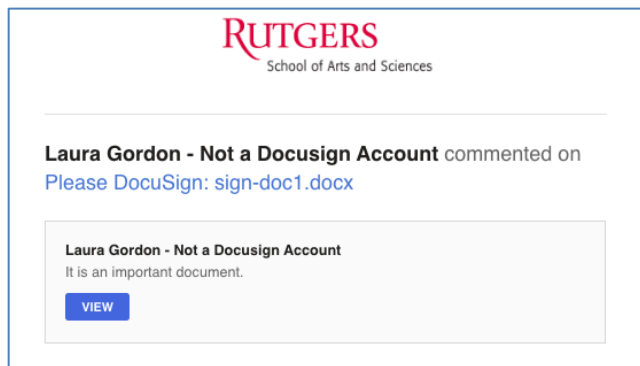 RUTGERS
School of Arts and Sciences
Laura Gordon - Not a Docusign Account commented on
Please DocuSign: sign-doc1.docx
Laura Gordon - Not a Docusign Account
It is an important document.
VIEW